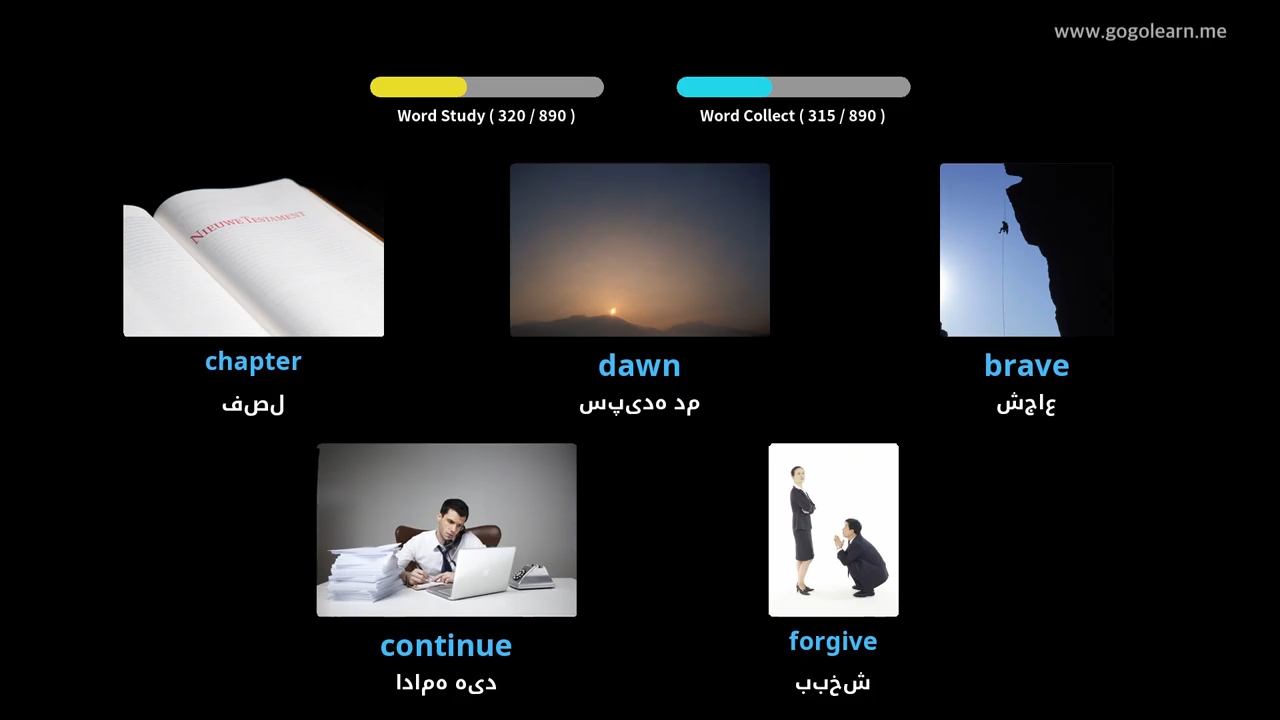 www.gogolearn.me
Word Study ( 320 / 890 )
Word Collect ( 315 / 890 )
NIEUWE TESTAMENT
chapter
لصف
dawn
مد هدیپس
brave
عاجش
continue
دیه همادا
forgive
شخبب